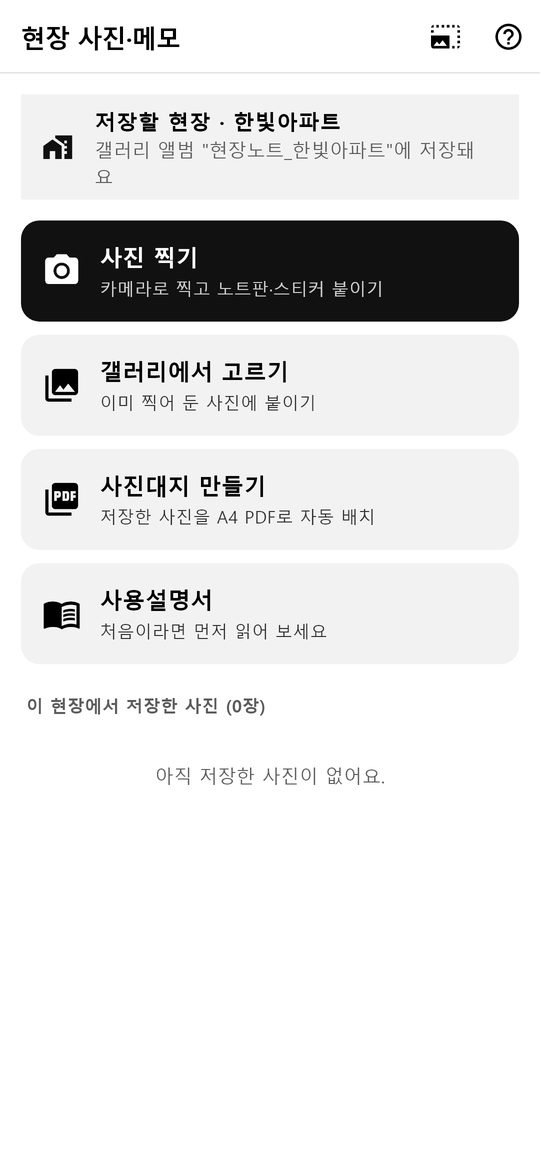 현장 사진·메모
저장할 현장 · 한빛아파트
갤러리 앨범 "현장노트_한빛아파트"에 저장돼
요
사진 찍기
카메라로 찍고 노트판·스티커 붙이기
갤러리에서 고르기
이미 찍어 둔 사진에 붙이기
PDF
사진대지 만들기
저장한 사진을 A4 PDF로 자동 배치
사용설명서
처음이라면 먼저 읽어 보세요
이 현장에서 저장한 사진 (0장)
아직 저장한 사진이 없어요.